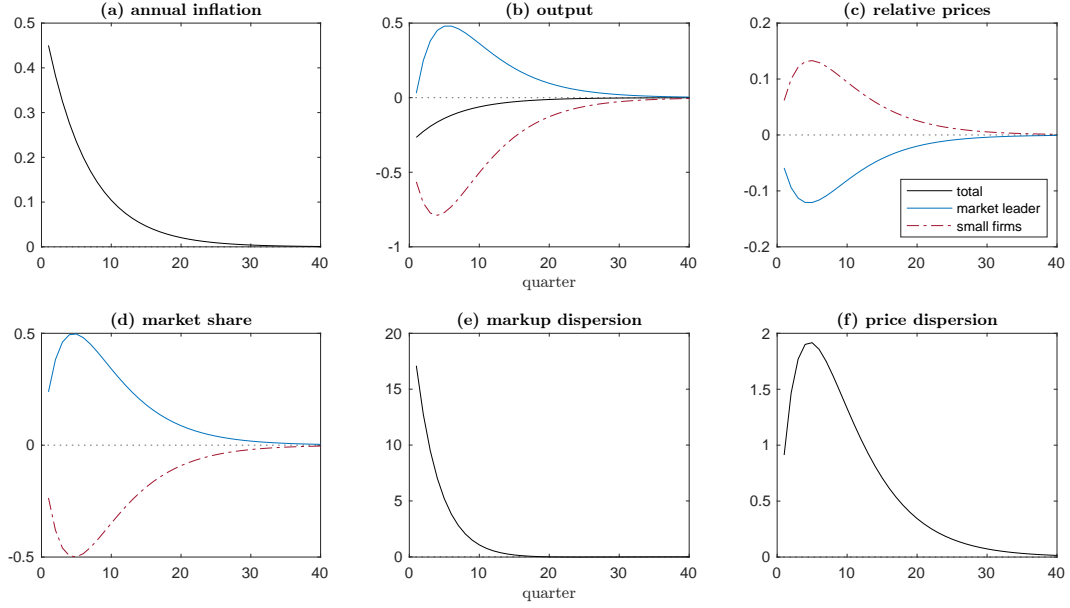 (a) annual inflation
(b) output
(c) relative prices
0.5
0.4
0.3
0.2
0.1
0
0 10 20 30 40
0.5
0
-0.5
-1
0 10 20 30 40
quarter
0.2
0.1
0
-0.1
-0.2
0 10 20 30 40
total
market leader
small firms
(d) market share
(e) markup dispersion
(f) price dispersion
0.5
0
-0.5
0 10 20 30 40
20
15
10
5
0
0 10 20 30 40
quarter
2
1.5
1
0.5
0
0 10 20 30 40